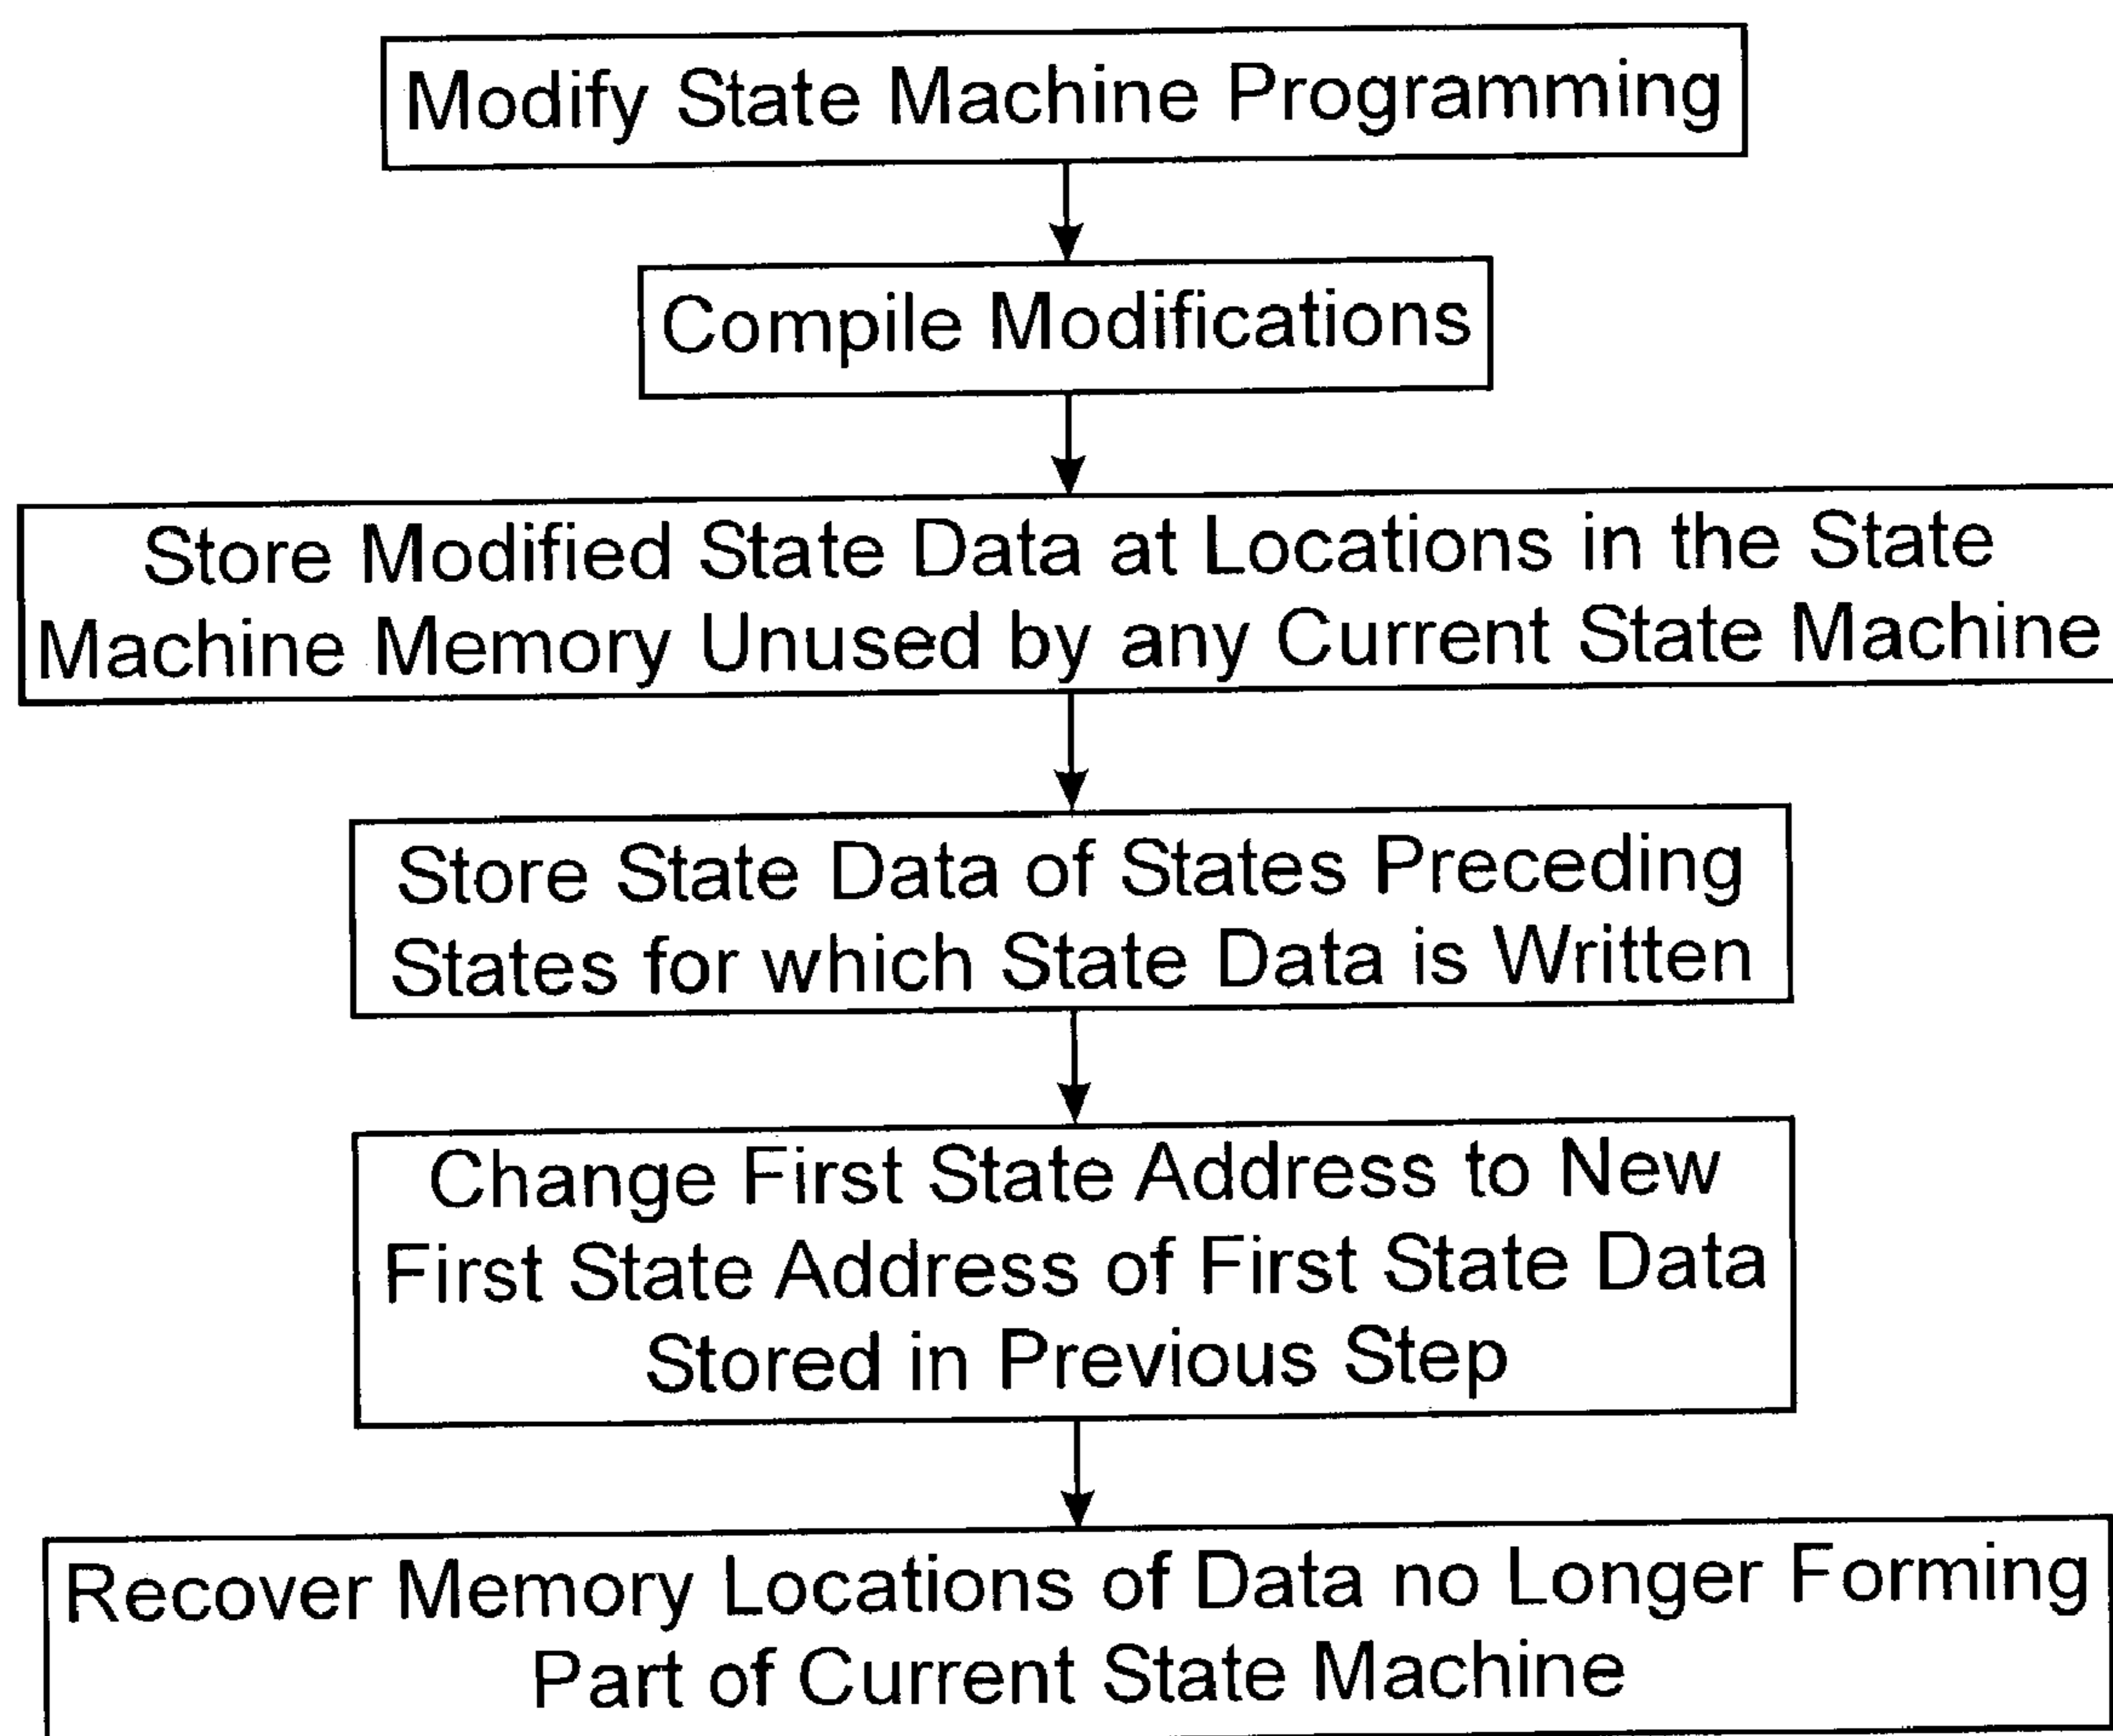 Modify State Machine Programming
Compile Modifications
Store Modified State Data at Locations in the State
Machine Memory Unused by any Current State Machine
Store State Data of States Preceding
States for which State Data is Written
Change First State Address to New
First State Address of First State Data
Stored in Previous Step
Recover Memory Locations of Data no Longer Forming
Part of Current State Machine